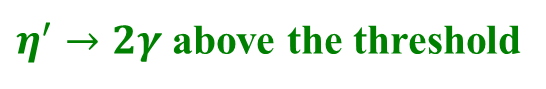 η′ → 2γ above the threshold